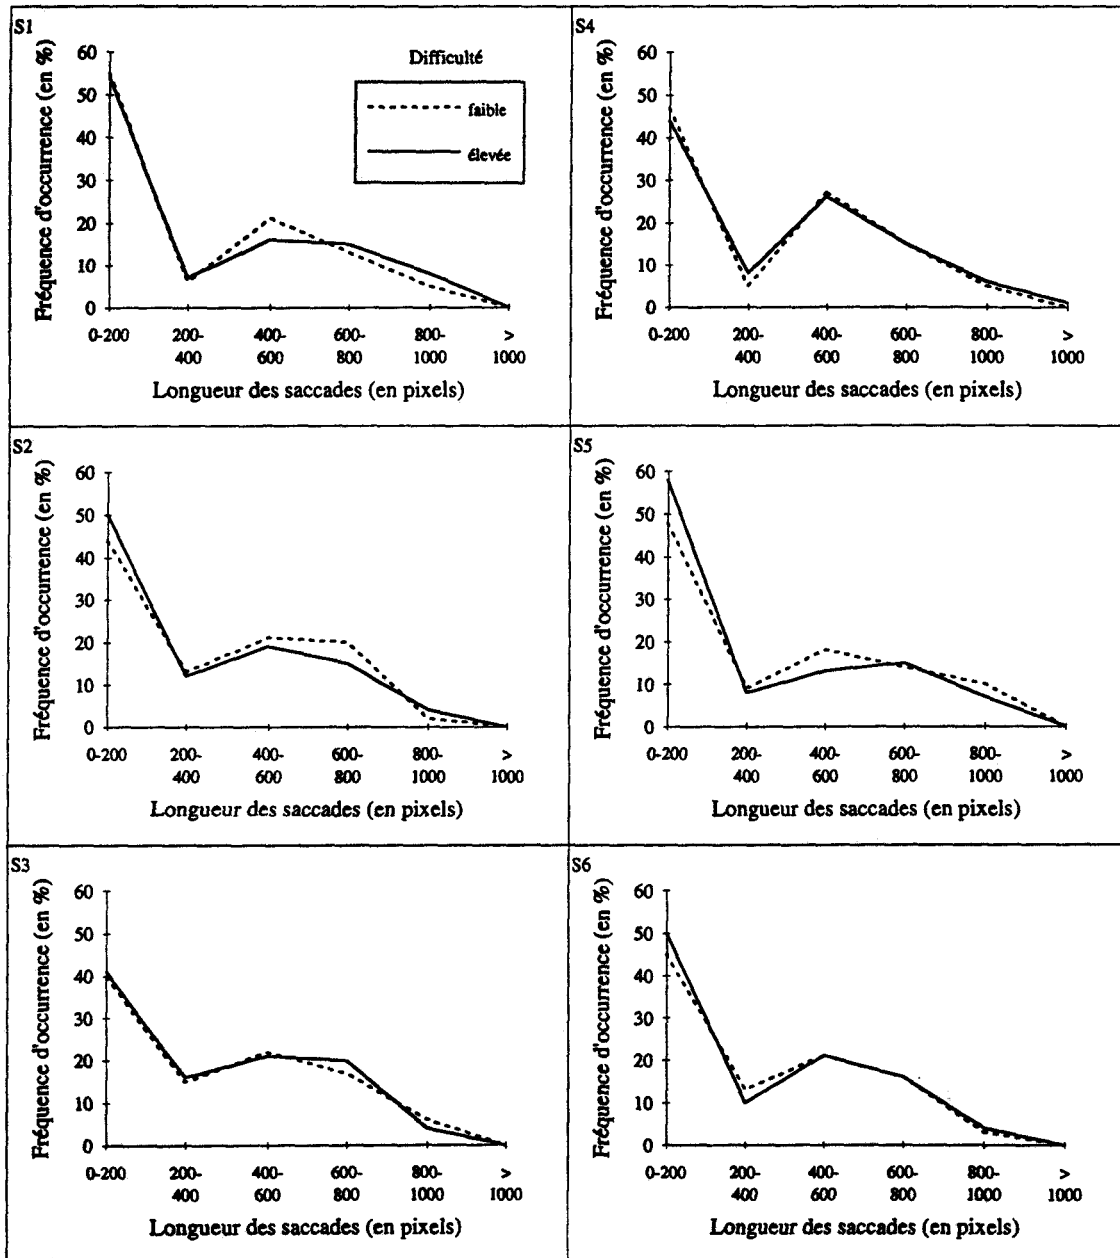 S1
Fréquence d'occurrence (en %)
60
50
40
30
20
10
0
Difficulté
faible
élevée
0-200 200-400 400-600 600-800 800-1000 > 1000
Longueur des saccades (en pixels)
S4
Fréquence d'occurrence (en %)
60
50
40
30
20
10
0
0-200 200-400 400-600 600-800 800-1000 > 1000
Longueur des saccades (en pixels)
S2
Fréquence d'occurrence (en %)
60
50
40
30
20
10
0
0-200 200-400 400-600 600-800 800-1000 > 1000
Longueur des saccades (en pixels)
S5
Fréquence d'occurrence (en %)
60
50
40
30
20
10
0
0-200 200-400 400-600 600-800 800-1000 > 1000
Longueur des saccades (en pixels)
S3
Fréquence d'occurrence (en %)
60
50
40
30
20
10
0
0-200 200-400 400-600 600-800 800-1000 > 1000
Longueur des saccades (en pixels)
S6
Fréquence d'occurrence (en %)
60
50
40
30
20
10
0
0-200 200-400 400-600 600-800 800-1000 > 1000
Longueur des saccades (en pixels)